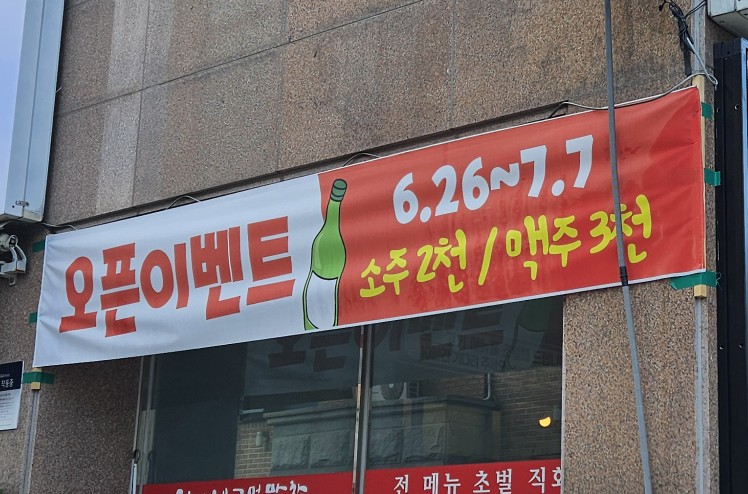 오픈이벤트
6.26~7.7
소주 2천 / 맥주 3천
전 메뉴 초벌 직회